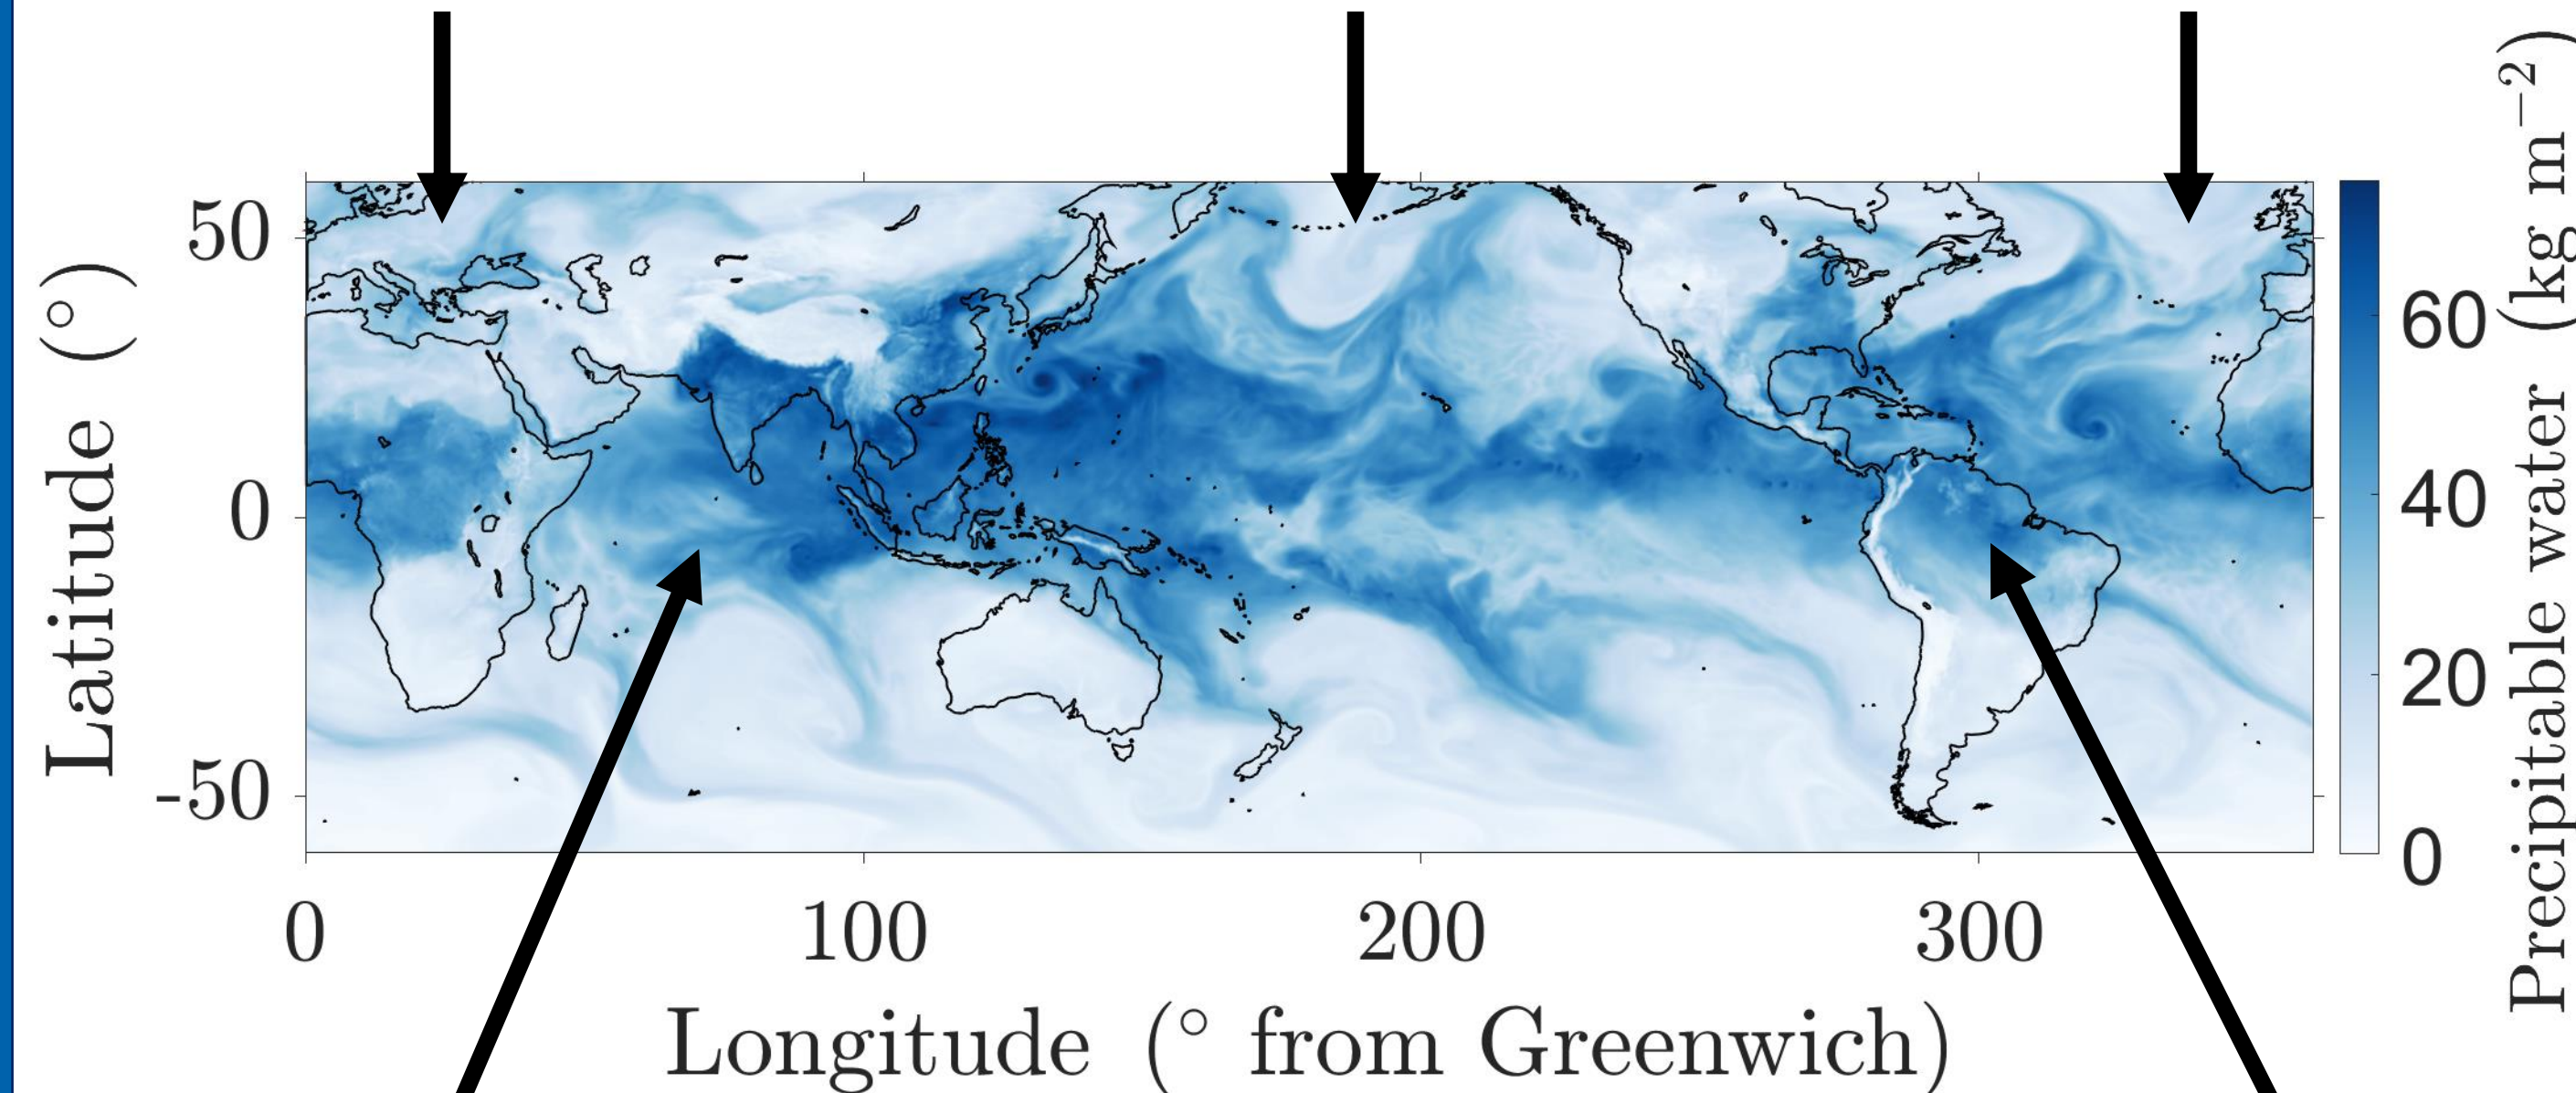 50
0
-50
Latitude (°)
0 100 200 300
Longitude (° from Greenwich)
60
40
20
0
Precipitable water (kg m⁻²)